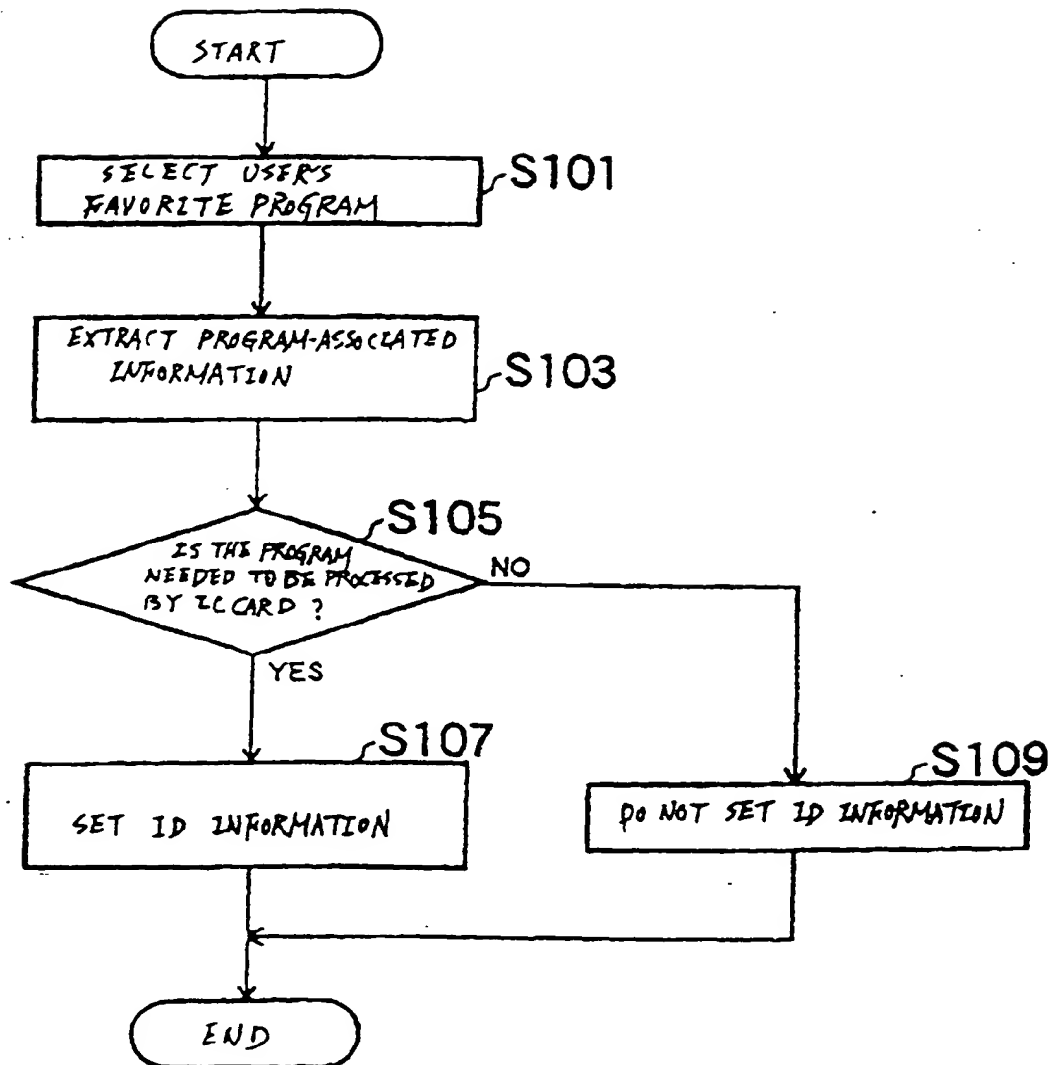 START
SELECT USER'S
FAVORITE PROGRAM
S101
EXTRACT PROGRAM-ASSOCIATED
INFORMATION
S103
S105
IS THE PROGRAM
NEEDED TO BE PROCESSED
BY IC CARD ?
NO
YES
S107
SET ID INFORMATION
S109
DO NOT SET ID INFORMATION
END